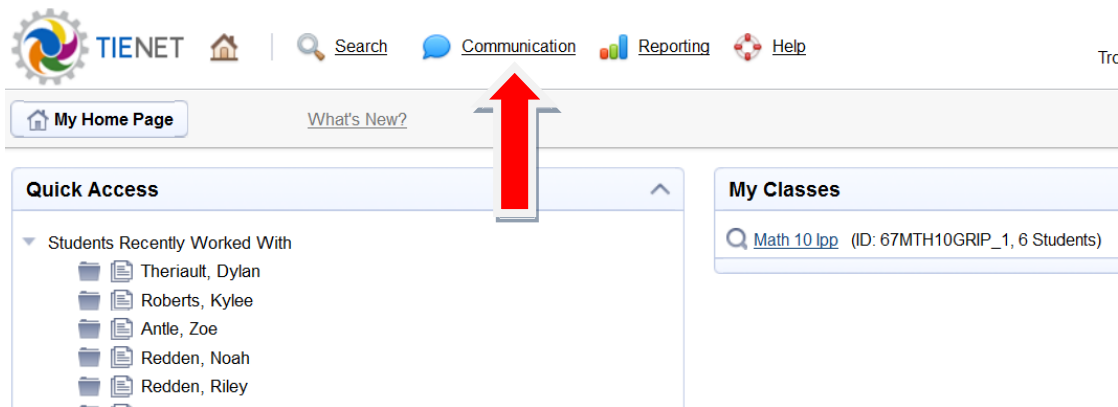 TIENET Search Communication Reporting Help
Tro
My Home Page What's New?
Quick Access
Students Recently Worked With
Theriault, Dylan
Roberts, Kylee
Antle, Zoe
Redden, Noah
Redden, Riley
My Classes
Math 10 Ipp (ID: 67MTH10GRIP_1, 6 Students)